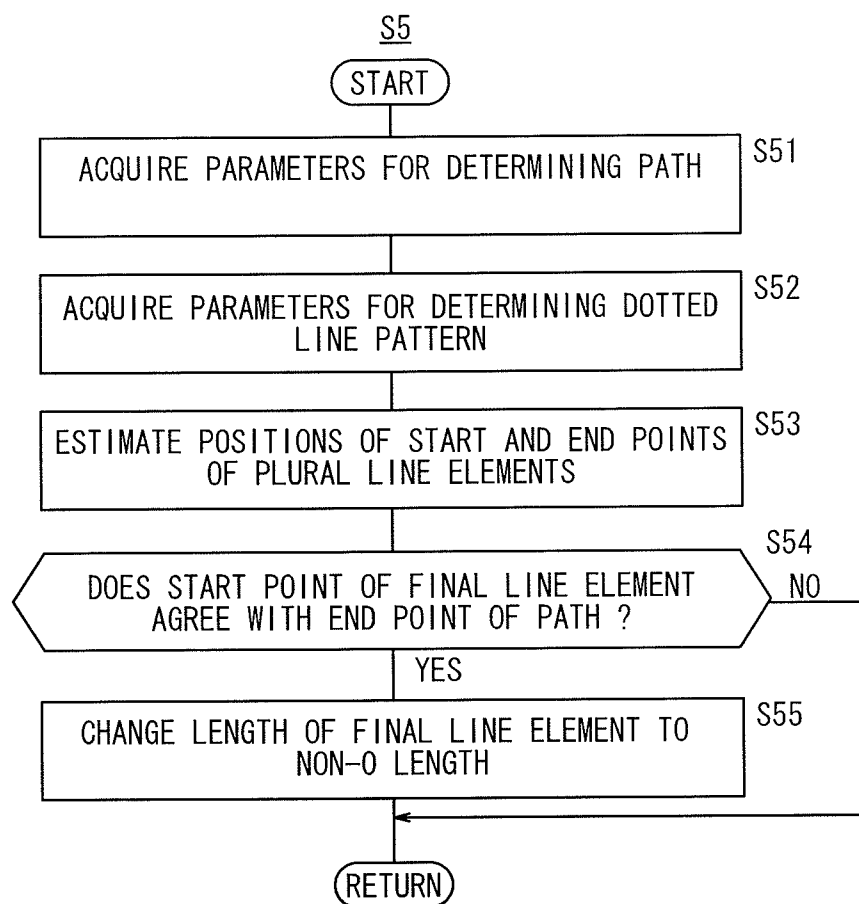 S5
START
ACQUIRE PARAMETERS FOR DETERMINING PATH
S51
ACQUIRE PARAMETERS FOR DETERMINING DOTTED
LINE PATTERN
S52
ESTIMATE POSITIONS OF START AND END POINTS
OF PLURAL LINE ELEMENTS
S53
DOES START POINT OF FINAL LINE ELEMENT
AGREE WITH END POINT OF PATH ?
S54
NO
YES
CHANGE LENGTH OF FINAL LINE ELEMENT TO
NON-0 LENGTH
S55
RETURN